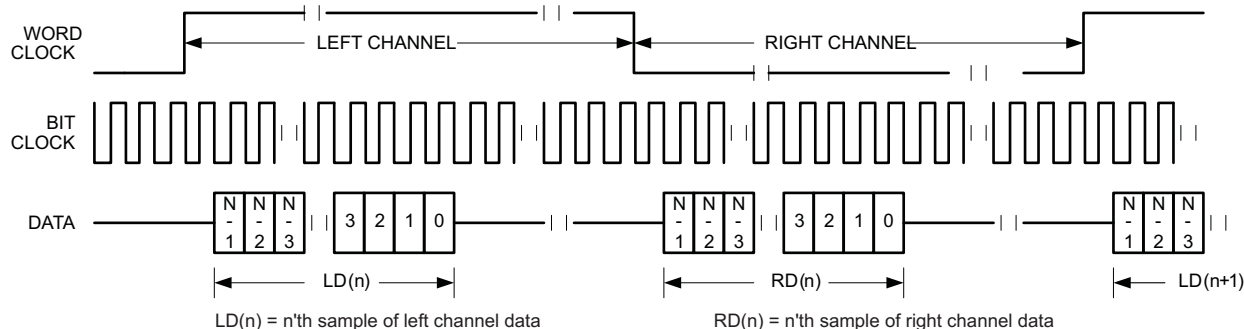 WORD
CLOCK
LEFT CHANNEL
RIGHT CHANNEL
BIT
CLOCK
DATA
N
-
1
N
-
2
N
-
3
3 2 1 0
N
-
1
N
-
2
N
-
3
3 2 1 0
N
-
1
N
-
2
N
-
3
LD(n)
RD(n)
LD(n+1)
LD(n) = n'th sample of left channel data
RD(n) = n'th sample of right channel data